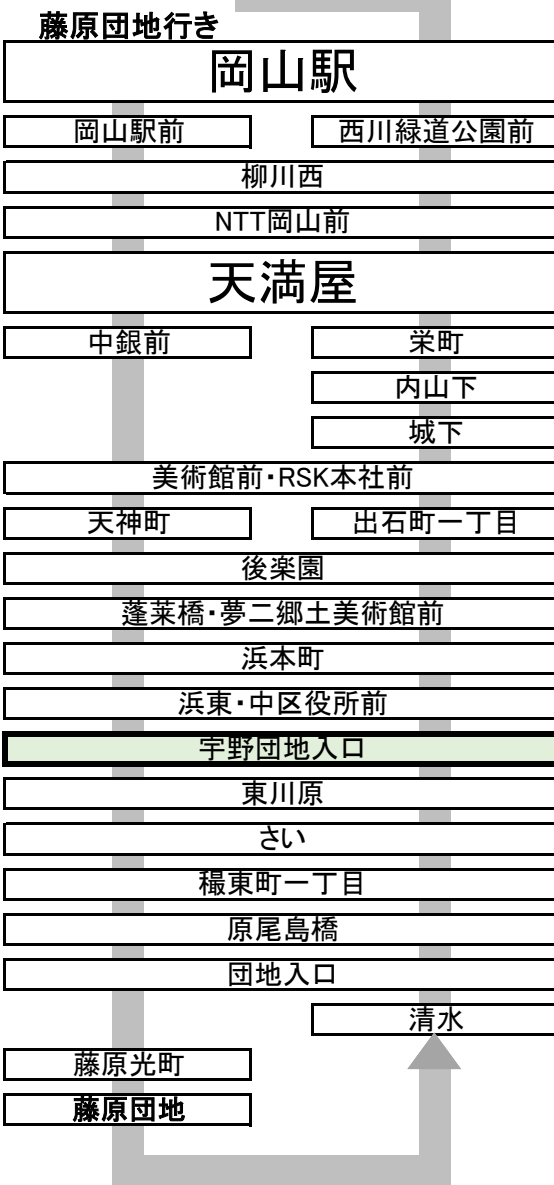 藤原団地行き
岡山駅
岡山駅前
西川緑道公園前
柳川西
NTT岡山前
天満屋
中銀前
栄町
内山下
城下
美術館前・RSK本社前
天神町
出石町一丁目
後楽園
蓬莱橋・夢二郷土美術館前
浜本町
浜東・中区役所前
宇野団地入口
東川原
さい
穝東町一丁目
原尾島橋
団地入口
清水
藤原光町
藤原団地